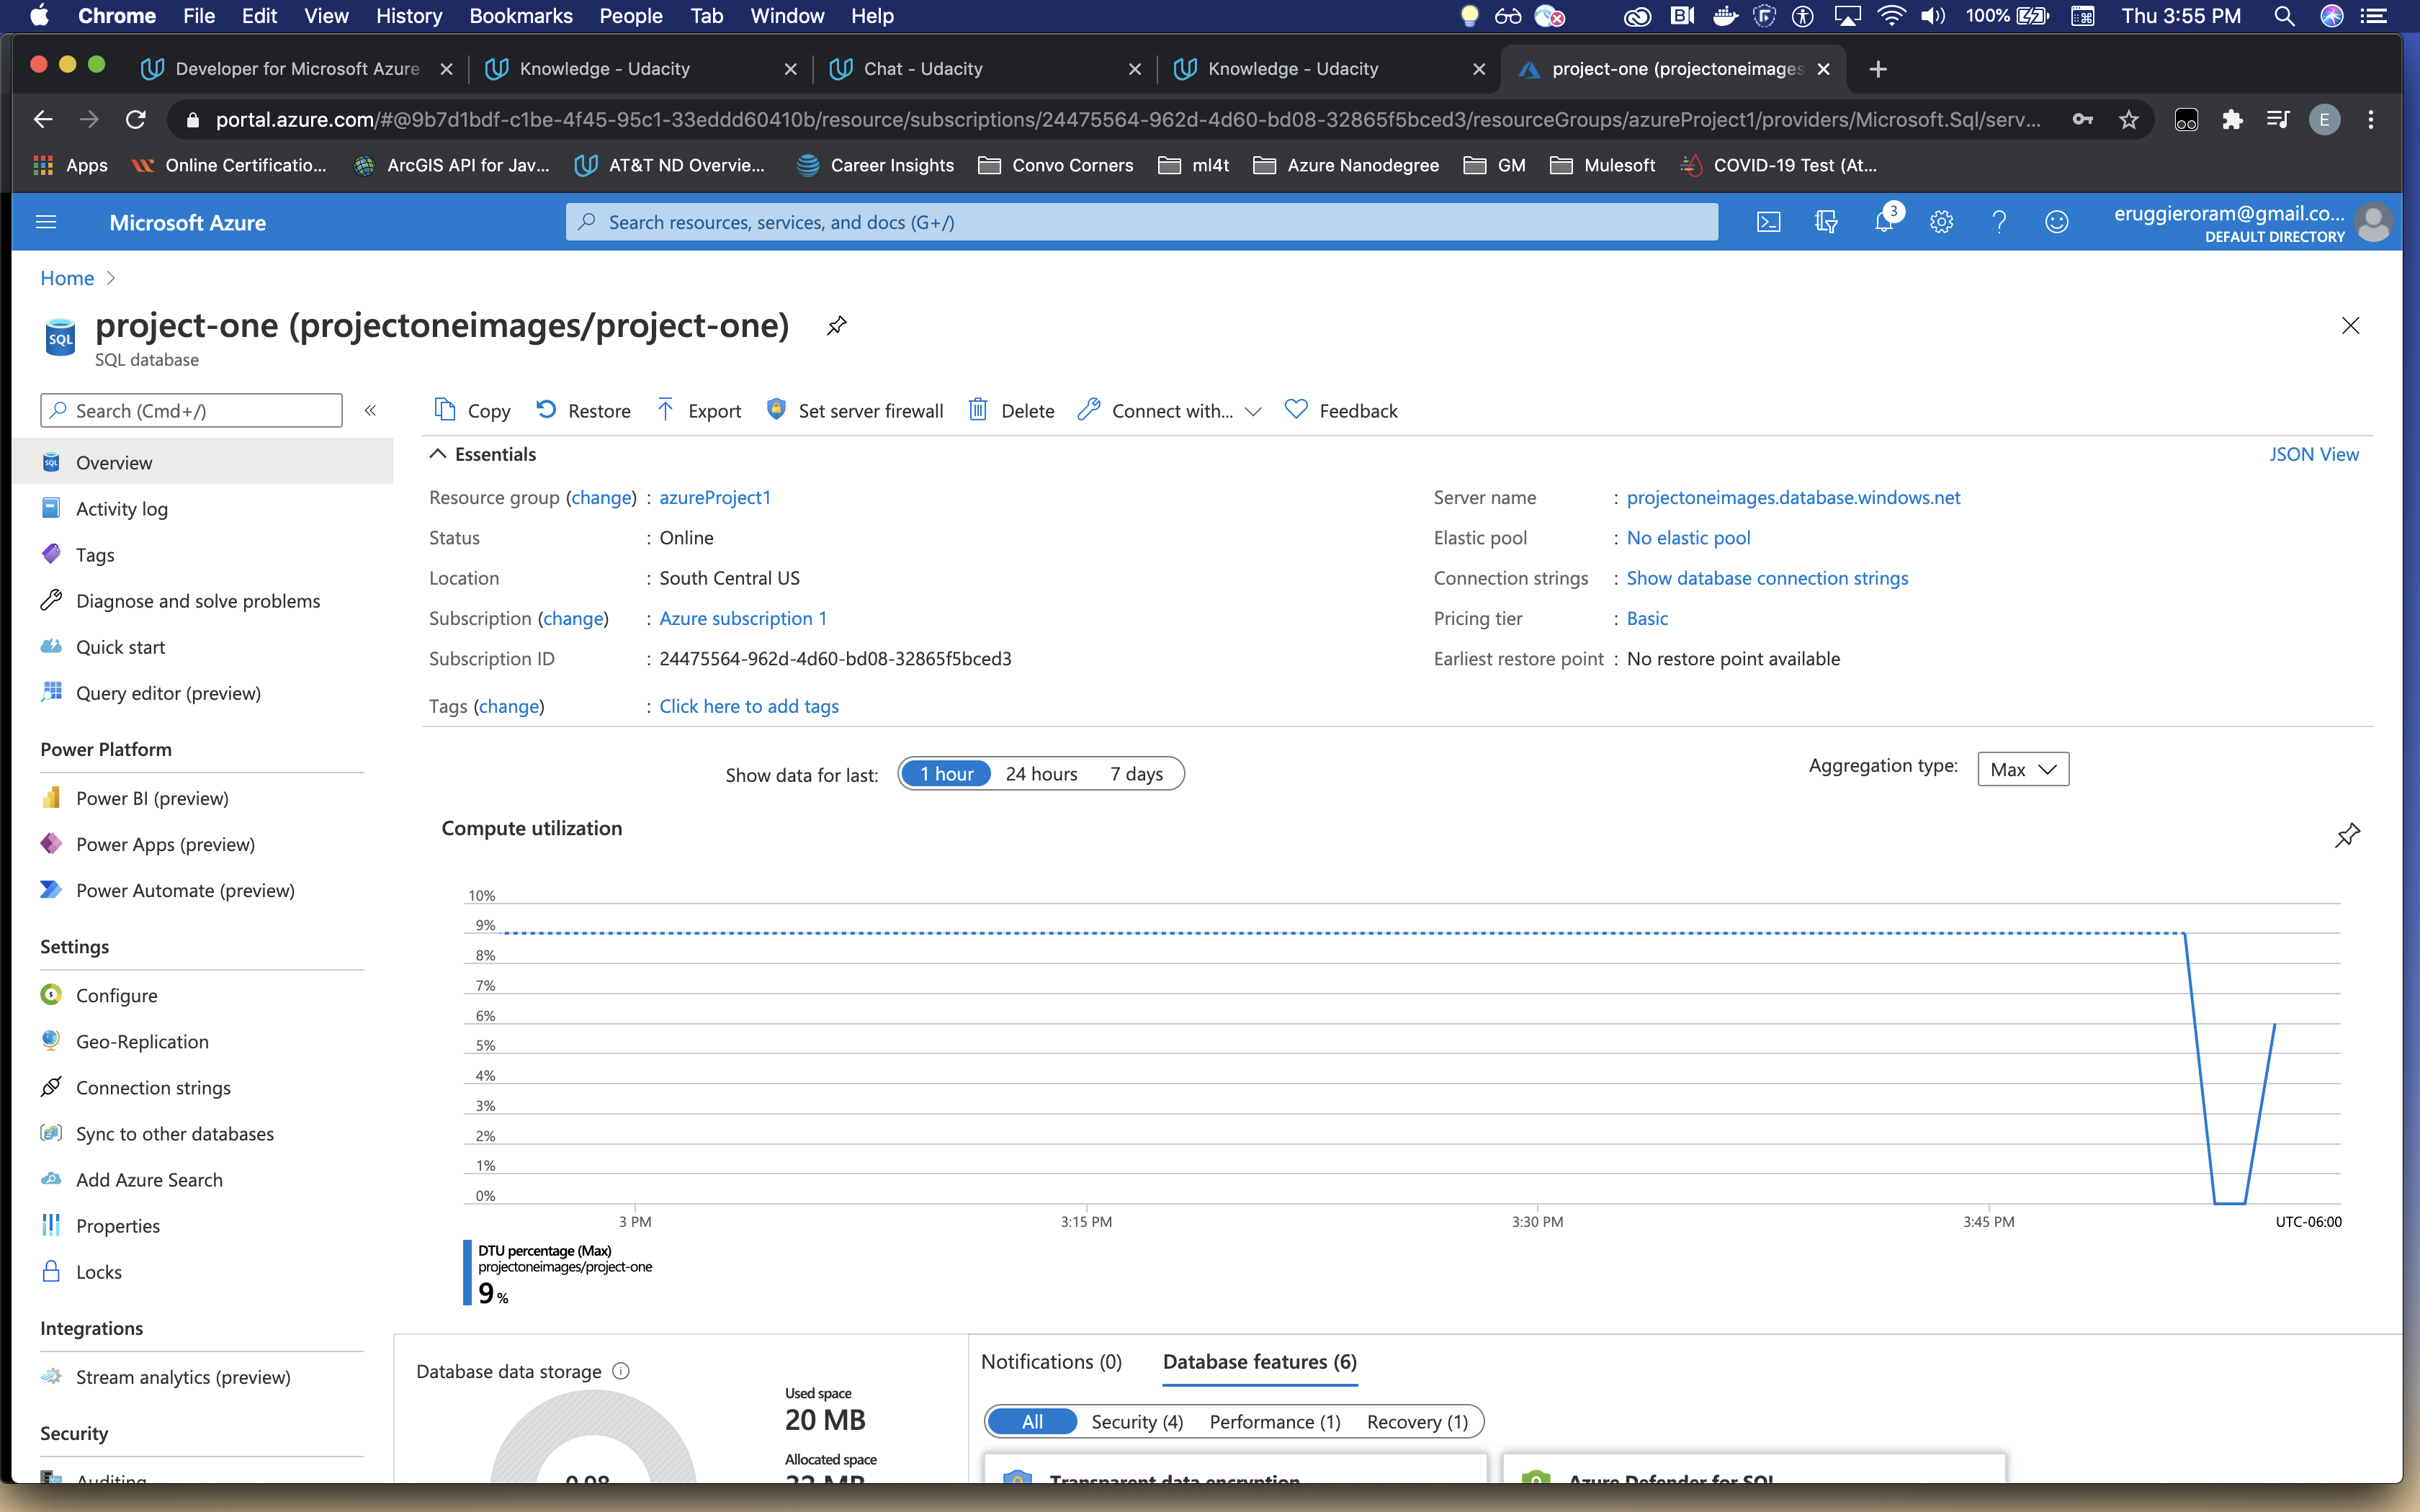 Chrome File Edit View History Bookmarks People Tab Window Help 100% Thu 3:55 PM
Developer for Microsoft Azure Knowledge - Udacity Chat - Udacity Knowledge - Udacity project-one (projectoneimages
portal.azure.com/#@9b7d1bdf-c1be-4f45-95c1-33eddd60410b/resource/subscriptions/24475564-962d-4d60-bd08-32865f5bced3/resourceGroups/azureProject1/providers/Microsoft.Sql/serv... E
Apps Online Certificatio... ArcGIS API for Jav... AT&T ND Overvie... Career Insights Convo Corners ml4t Azure Nanodegree GM Mulesoft COVID-19 Test (At...
Microsoft Azure Search resources, services, and docs (G+/) 3 eruggieroram@gmail.co...
DEFAULT DIRECTORY
Home
project-one (projectoneimages/project-one)
SQL database
Search (Cmd+/)
Copy Restore Export Set server firewall Delete Connect with... Feedback
Overview
Activity log
Tags
Diagnose and solve problems
Quick start
Query editor (preview)
Power Platform
Power BI (preview)
Power Apps (preview)
Power Automate (preview)
Settings
Configure
Geo-Replication
Connection strings
Sync to other databases
Add Azure Search
Properties
Locks
Integrations
Stream analytics (preview)
Security
Auditing
Essentials JSON View
Resource group (change) : azureProject1
Status : Online
Location : South Central US
Subscription (change) : Azure subscription 1
Subscription ID : 24475564-962d-4d60-bd08-32865f5bced3
Tags (change) : Click here to add tags
Server name : projectoneimages.database.windows.net
Elastic pool : No elastic pool
Connection strings : Show database connection strings
Pricing tier : Basic
Earliest restore point : No restore point available
Show data for last: 1 hour 24 hours 7 days Aggregation type: Max
Compute utilization
10%
9%
8%
7%
6%
5%
4%
3%
2%
1%
0%
3 PM 3:15 PM 3:30 PM 3:45 PM UTC-06:00
DTU percentage (Max)
projectoneimages/project-one
9 %
Database data storage
Used space
20 MB
Allocated space
32 MB
0.98
Notifications (0) Database features (6)
All Security (4) Performance (1) Recovery (1)
Transparent data encryption Azure Defender for SQL